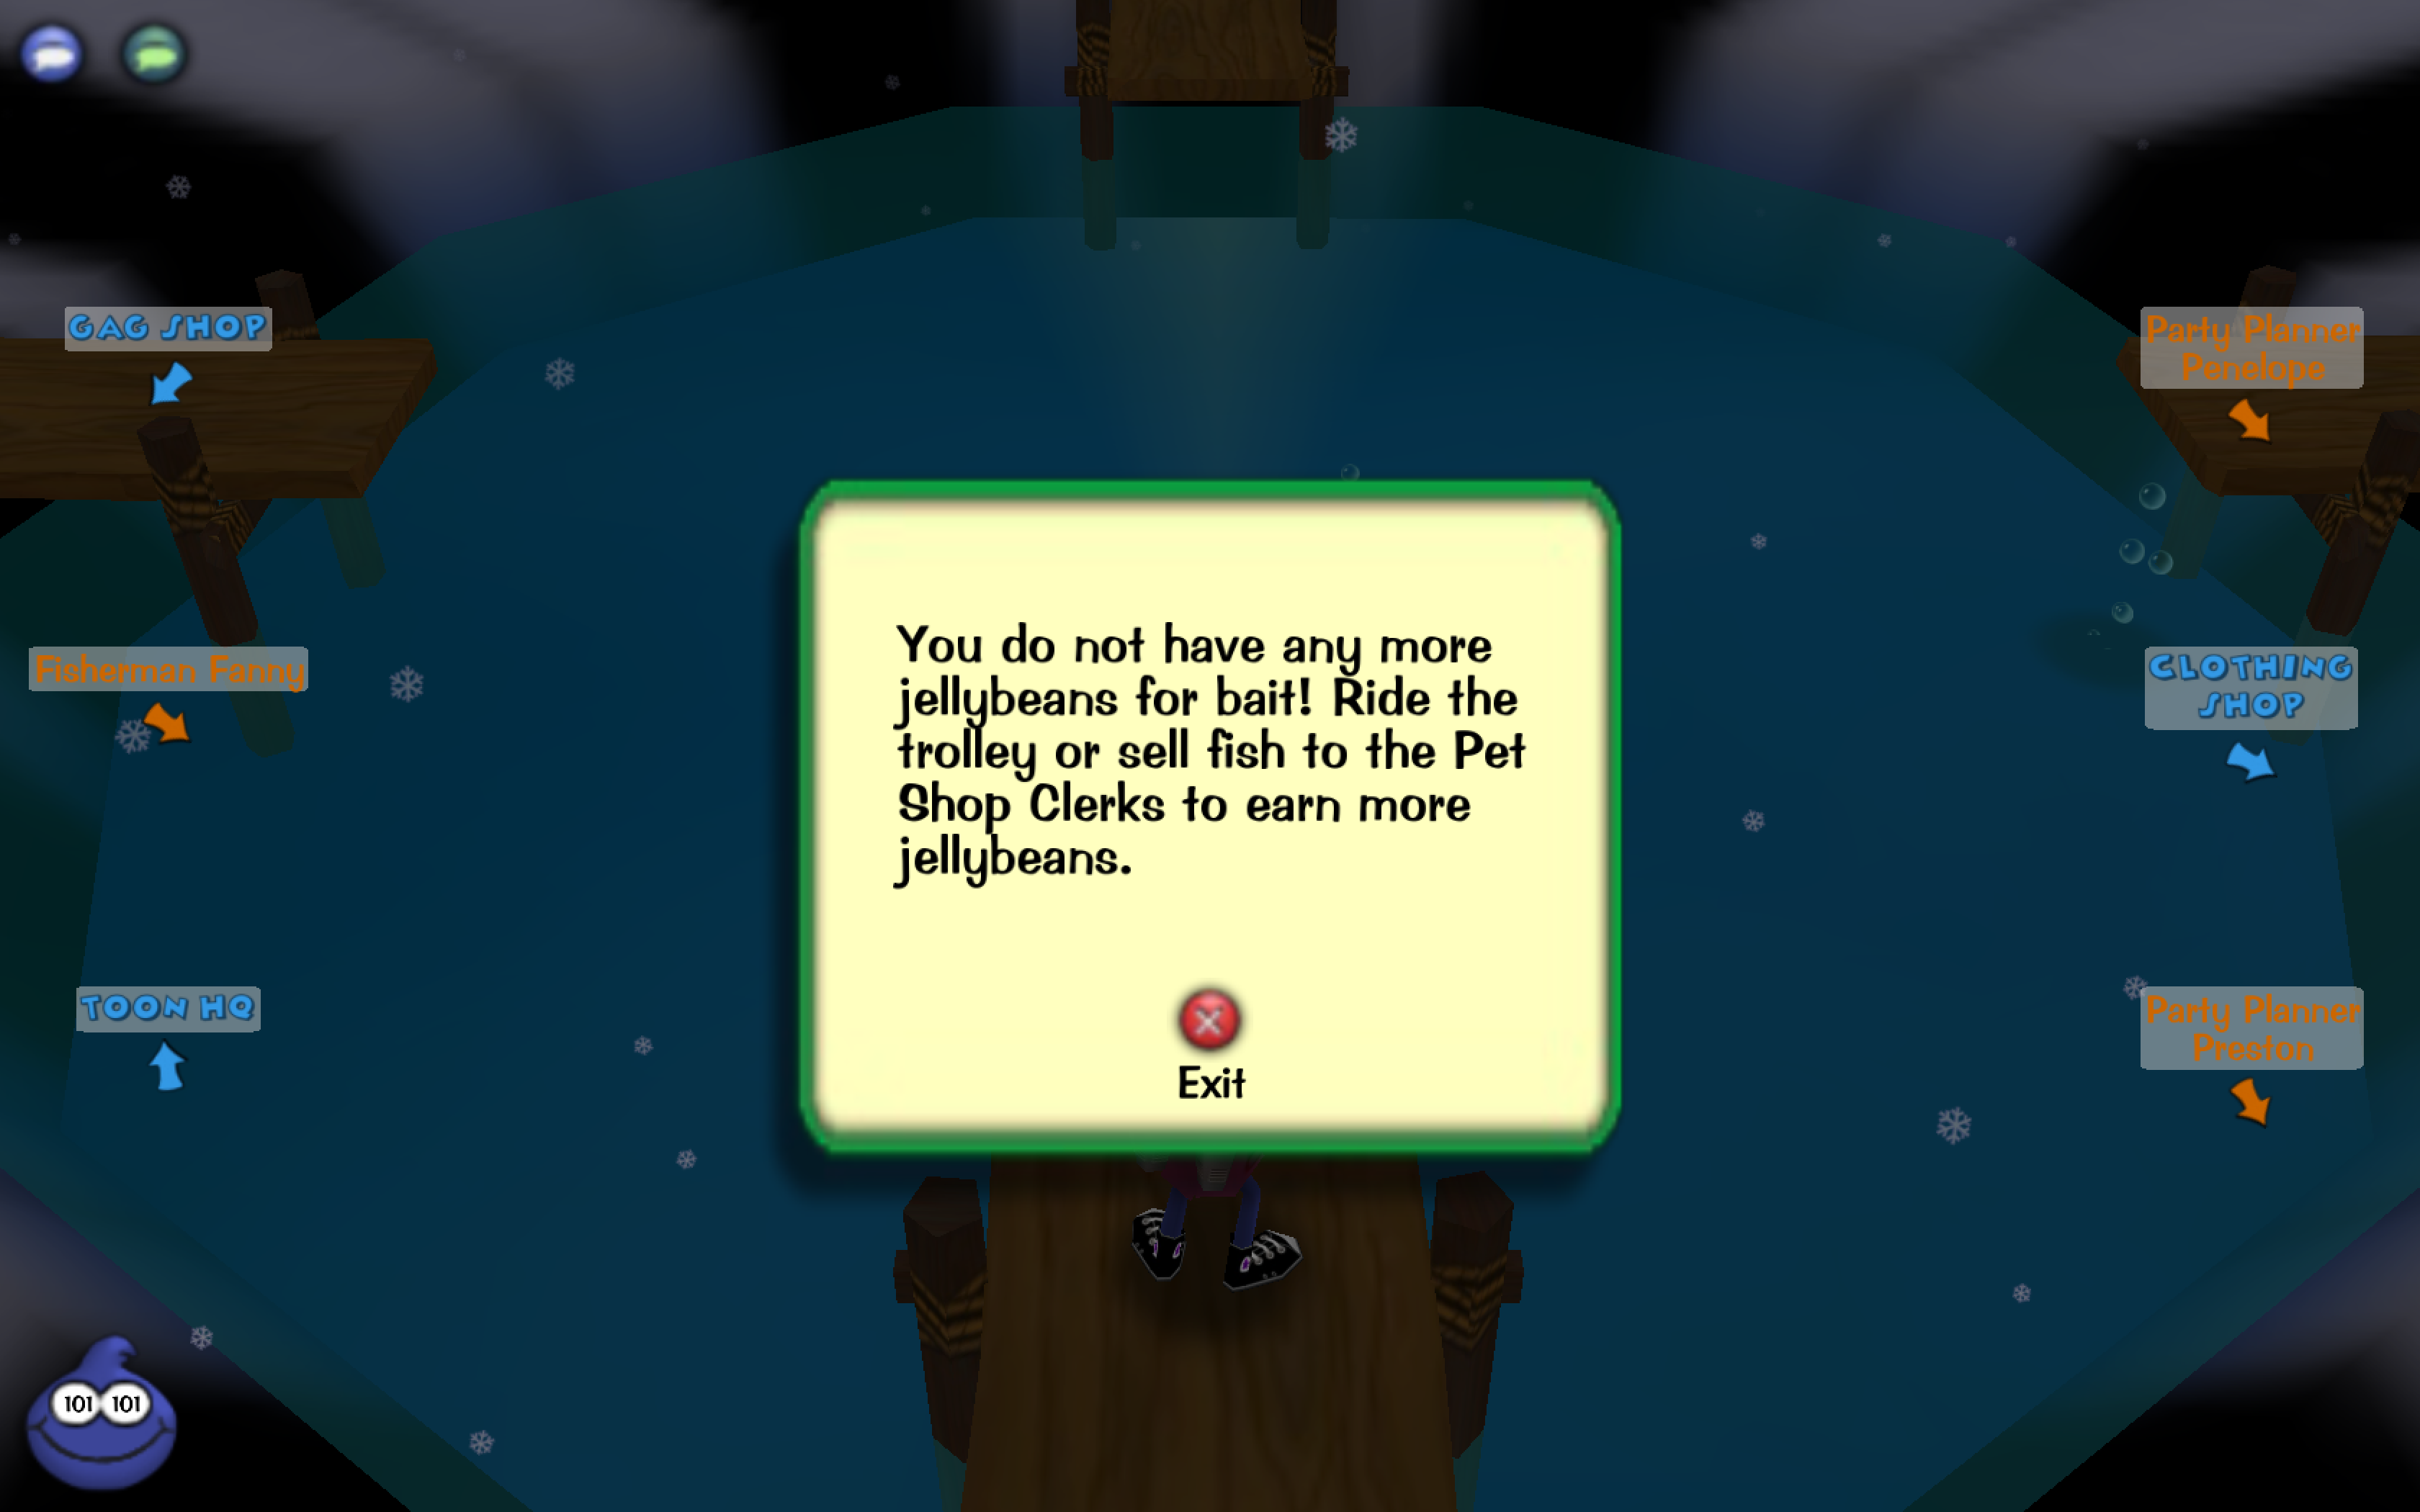 GAG SHOP
Party Planner
Penelope
You do not have any more
jellybeans for bait! Ride the
trolley or sell fish to the Pet
Shop Clerks to earn more
jellybeans.
Exit
Fisherman Fanny
CLOTHING
SHOP
TOON HQ
Party Planner
Preston
101 101